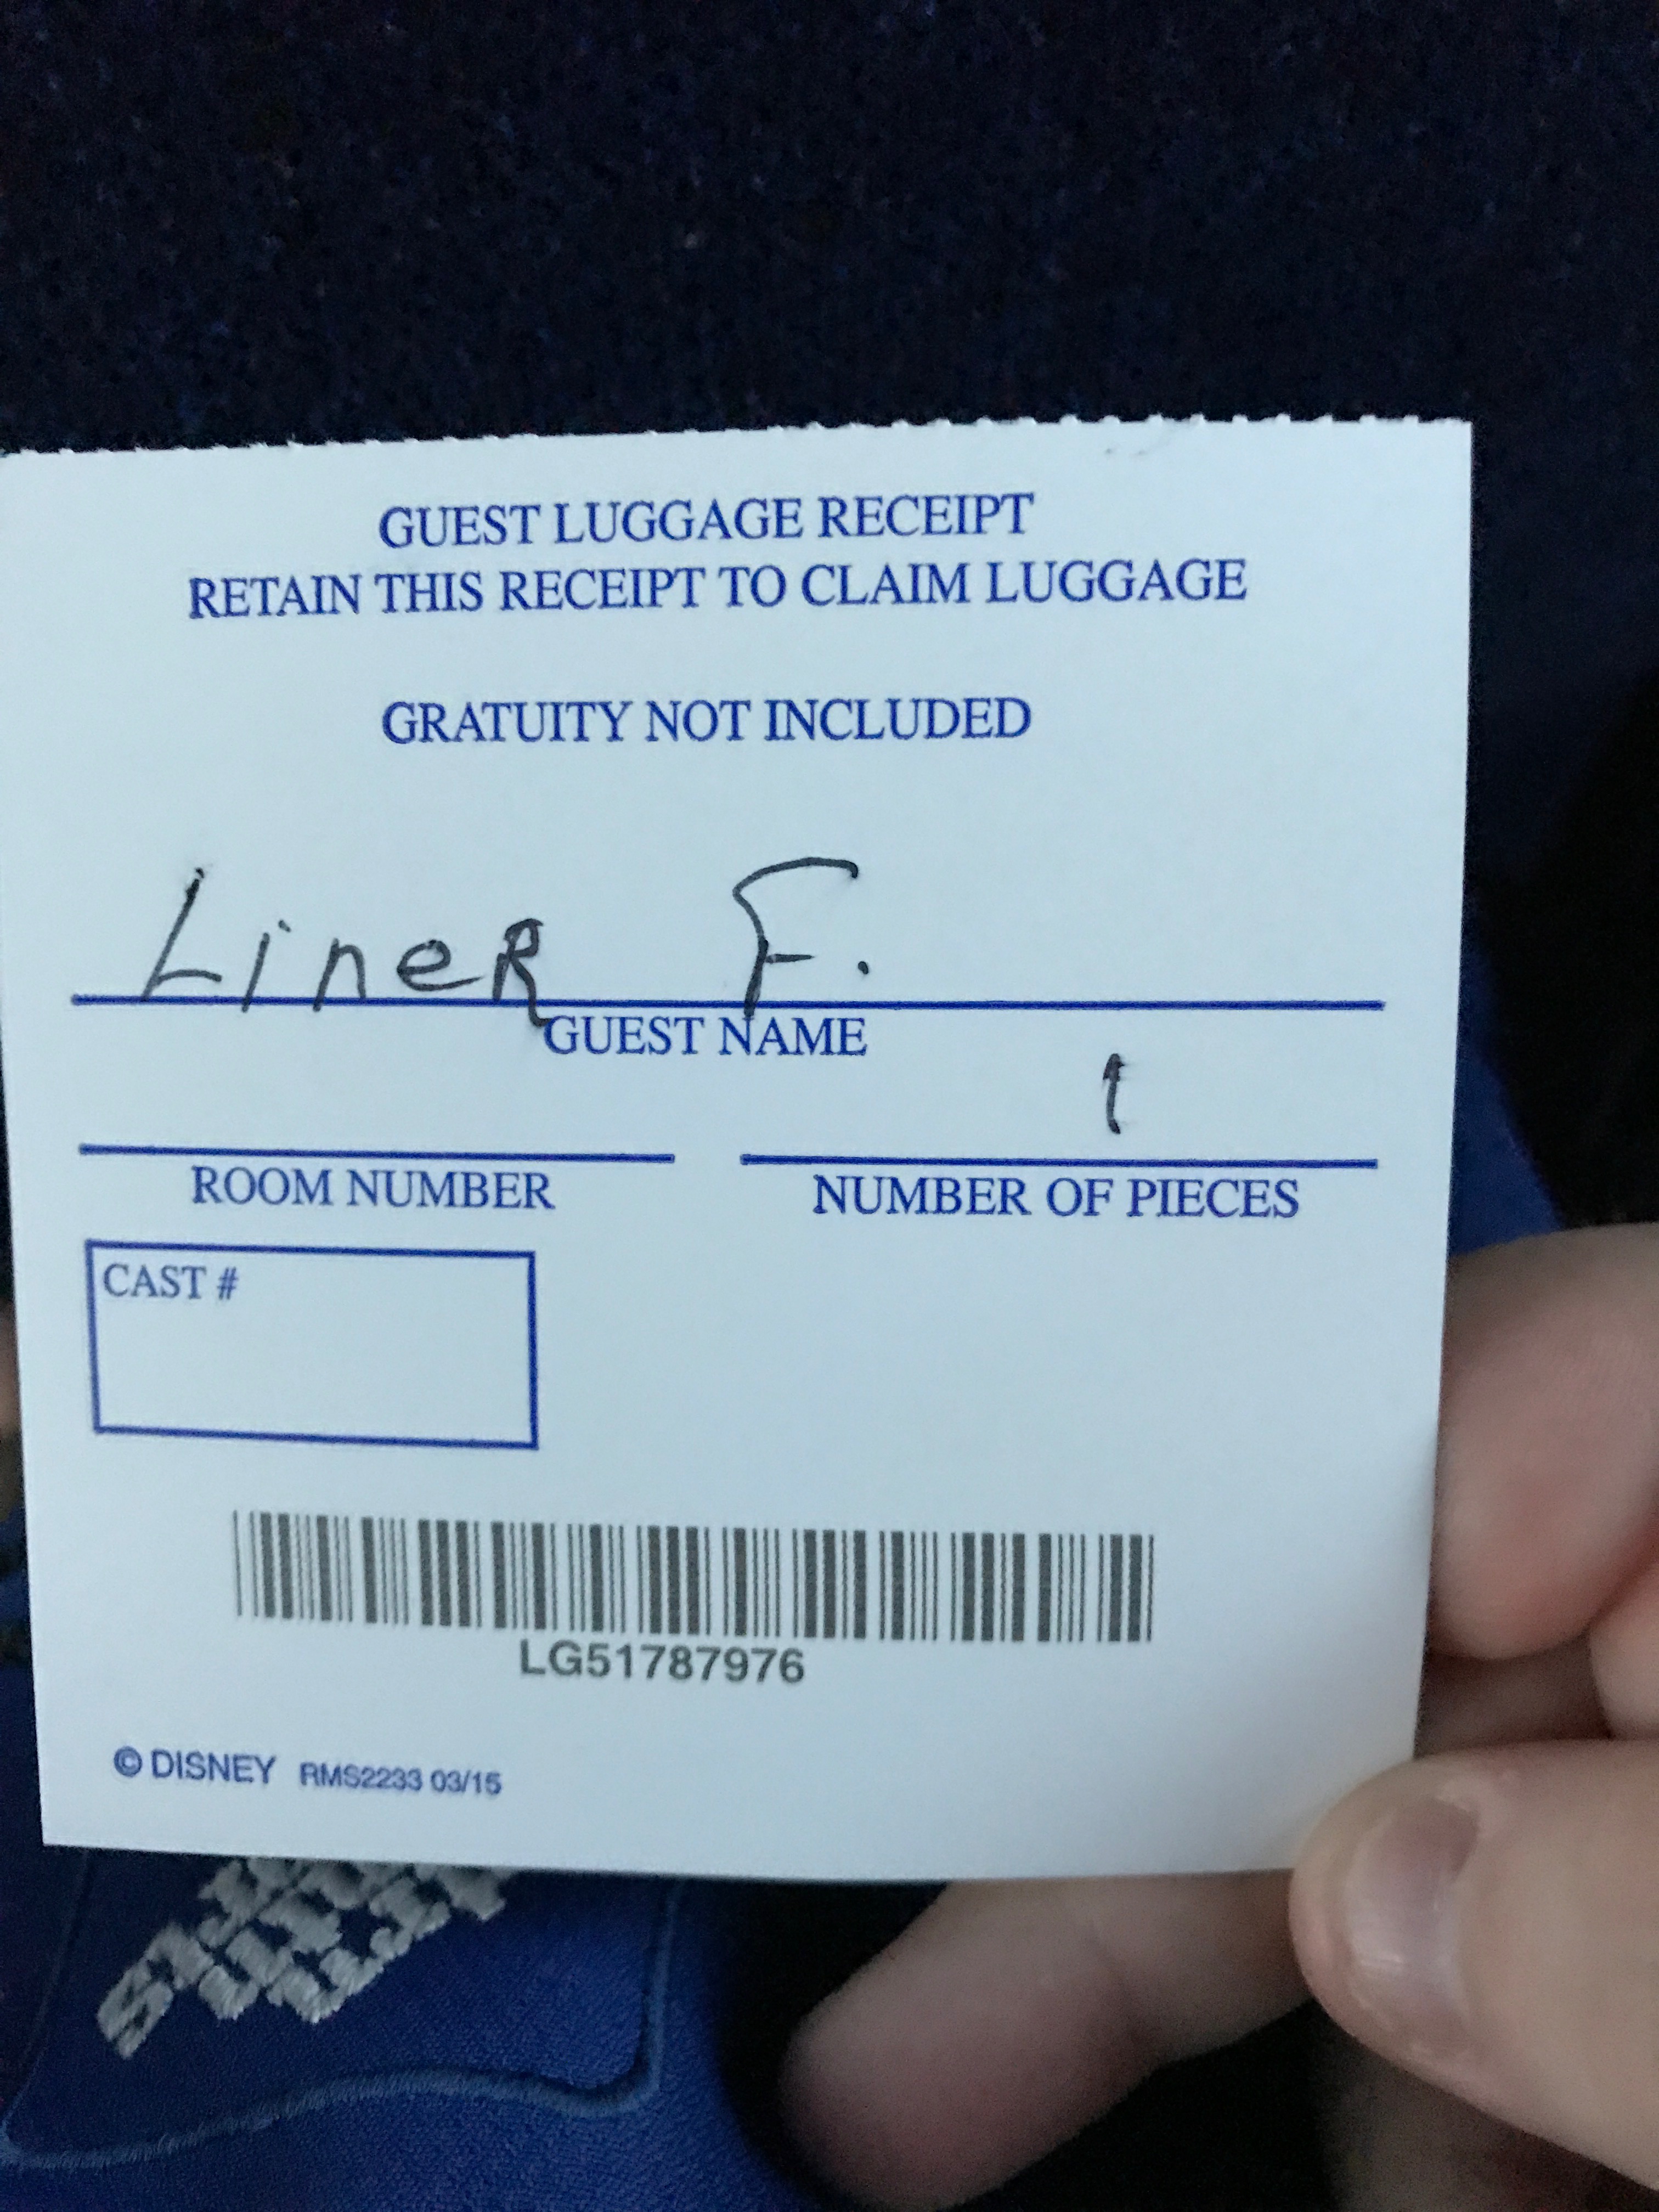 GUEST LUGGAGE RECEIPT
RETAIN THIS RECEIPT TO CLAIM LUGGAGE
GRATUITY NOT INCLUDED
LineR F.
GUEST NAME
1
ROOM NUMBER NUMBER OF PIECES
CAST #
LG51787976
© DISNEY RMS2233 03/15